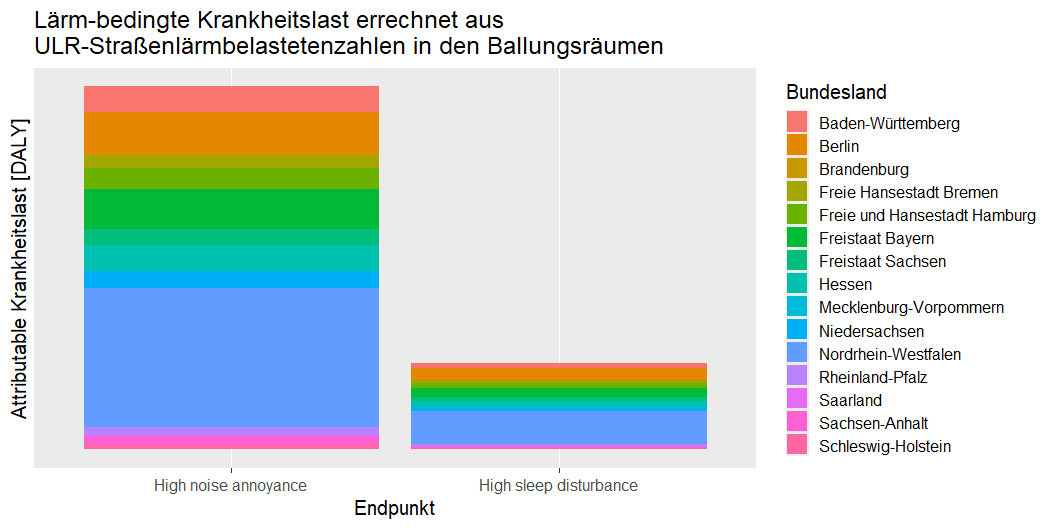 Lärm-bedingte Krankheitslast errechnet aus
ULR-Straßenlärmbelastetenzahlen in den Ballungsräumen
Attributable Krankheitslast [DALY]
High noise annoyance
High sleep disturbance
Endpunkt
Bundesland
Baden-Württemberg
Berlin
Brandenburg
Freie Hansestadt Bremen
Freie und Hansestadt Hamburg
Freistaat Bayern
Freistaat Sachsen
Hessen
Mecklenburg-Vorpommern
Niedersachsen
Nordrhein-Westfalen
Rheinland-Pfalz
Saarland
Sachsen-Anhalt
Schleswig-Holstein